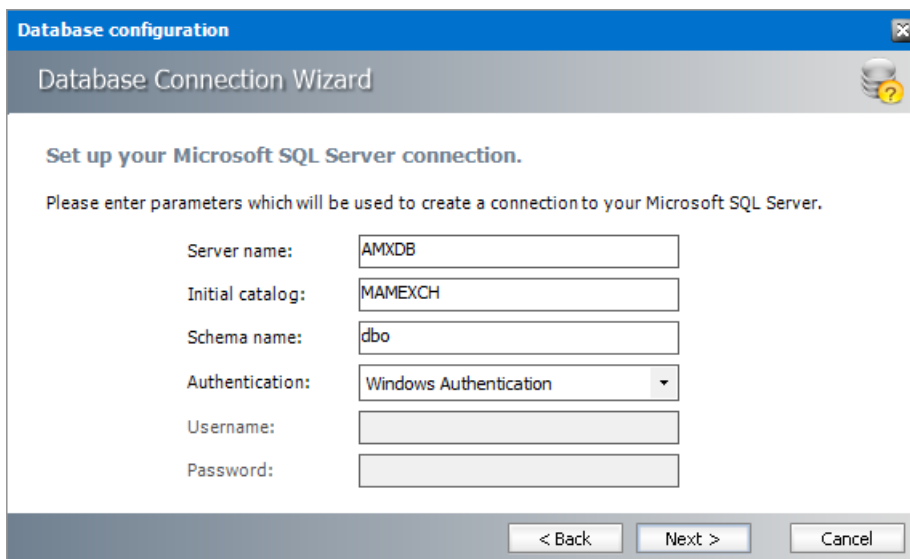 Database configuration
Database Connection Wizard
Set up your Microsoft SQL Server connection.
Please enter parameters which will be used to create a connection to your Microsoft SQL Server.
Server name: AMXDB
Initial catalog: MAMEXCH
Schema name: dbo
Authentication: Windows Authentication
Username:
Password:
< Back Next > Cancel